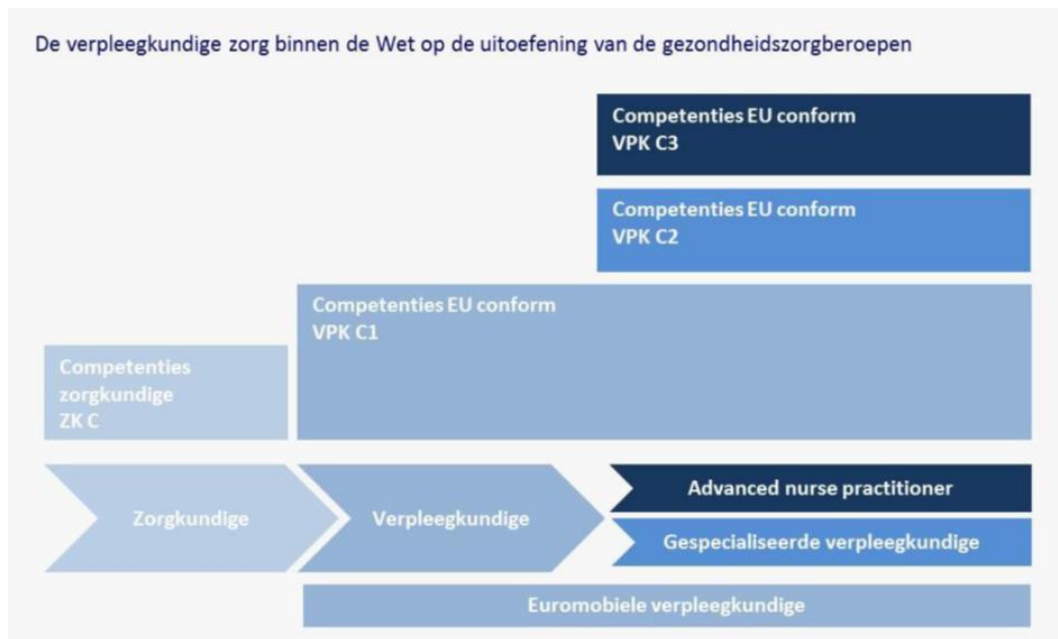 De verpleegkundige zorg binnen de Wet op de uitoefening van de gezondheidszorgberoepen
Competenties EU conform
VPK C3
Competenties EU conform
VPK C2
Competenties EU conform
VPK C1
Competenties
zorgkundige
ZK C
Zorgkundige
Verpleegkundige
Advanced nurse practitioner
Gespecialiseerde verpleegkundige
Euromobiele verpleegkundige